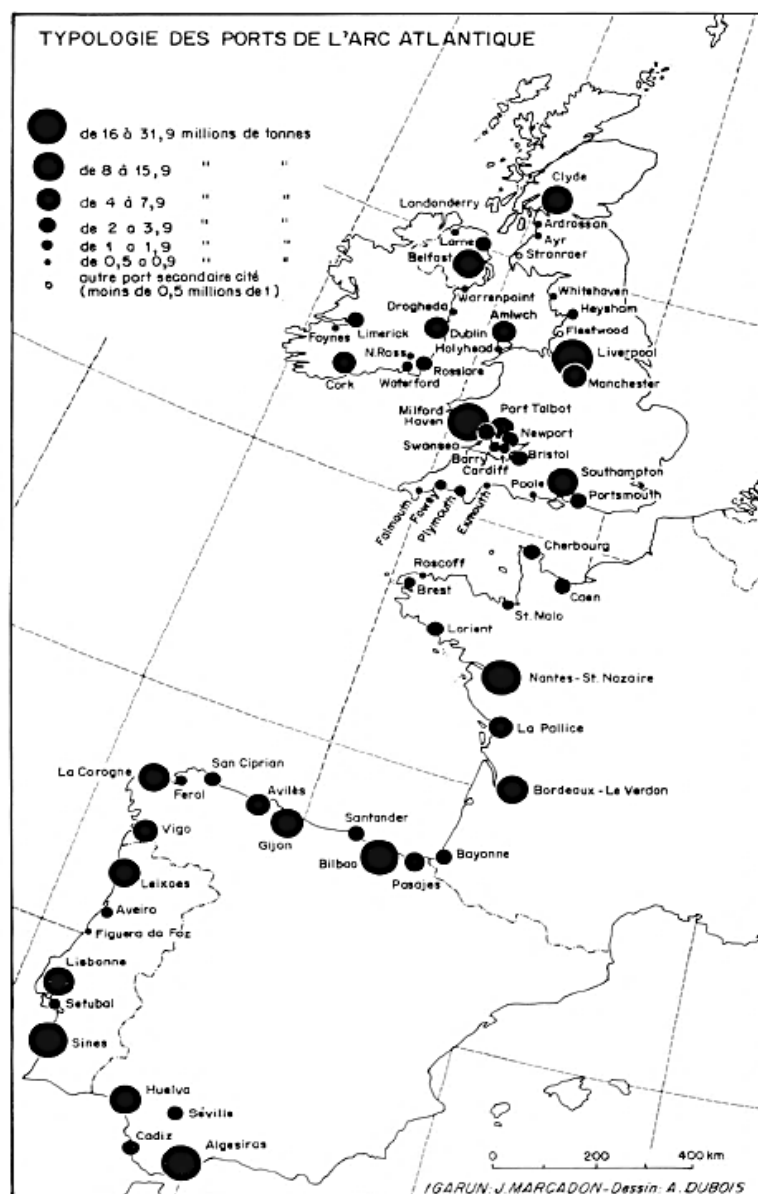 TYPOLOGIE DES PORTS DE L'ARC ATLANTIQUE
de 16 à 31,9 millions de tonnes
de 8 à 15,9 " "
de 4 à 7,9 " "
de 2 a 3,9 " "
de 1 a 1,9 " "
de 0,5 a 0,9 " "
autre port secondaire cité
(moins de 0,5 millions de t)
Clyde
Londonderry
Ardrossan
Larne
Ayr
Belfast
Stranraer
Warrenpoint
Whitehaven
Drogheda
Amlwch
Heysham
Limerick
Dublin
Fleetwood
Foynes
Holyhead
Liverpool
N.Ross
Rosslare
Cork
Waterford
Manchester
Milford
Haven
Port Talbot
Newport
Swansea
Barry
Bristol
Cardiff
Southampton
Poole
Portsmouth
Falmouth
Fowey
Plymouth
Exmouth
Cherbourg
Roscoff
Brest
Caen
St. Malo
Lorient
Nantes-St. Nazaire
La Pallice
La Corogne
San Ciprian
Ferol
Avilès
Bordeaux-Le Verdon
Santander
Vigo
Gijon
Bilbao
Bayonne
Pasajes
Leixoes
Aveiro
Figuera da Foz
Lisbonne
Setubal
Sines
Huelva
Séville
Cadiz
Algesiras
0 200 400 km
IGARUN: J. MARCADON-Dessin: A. DUBOIS